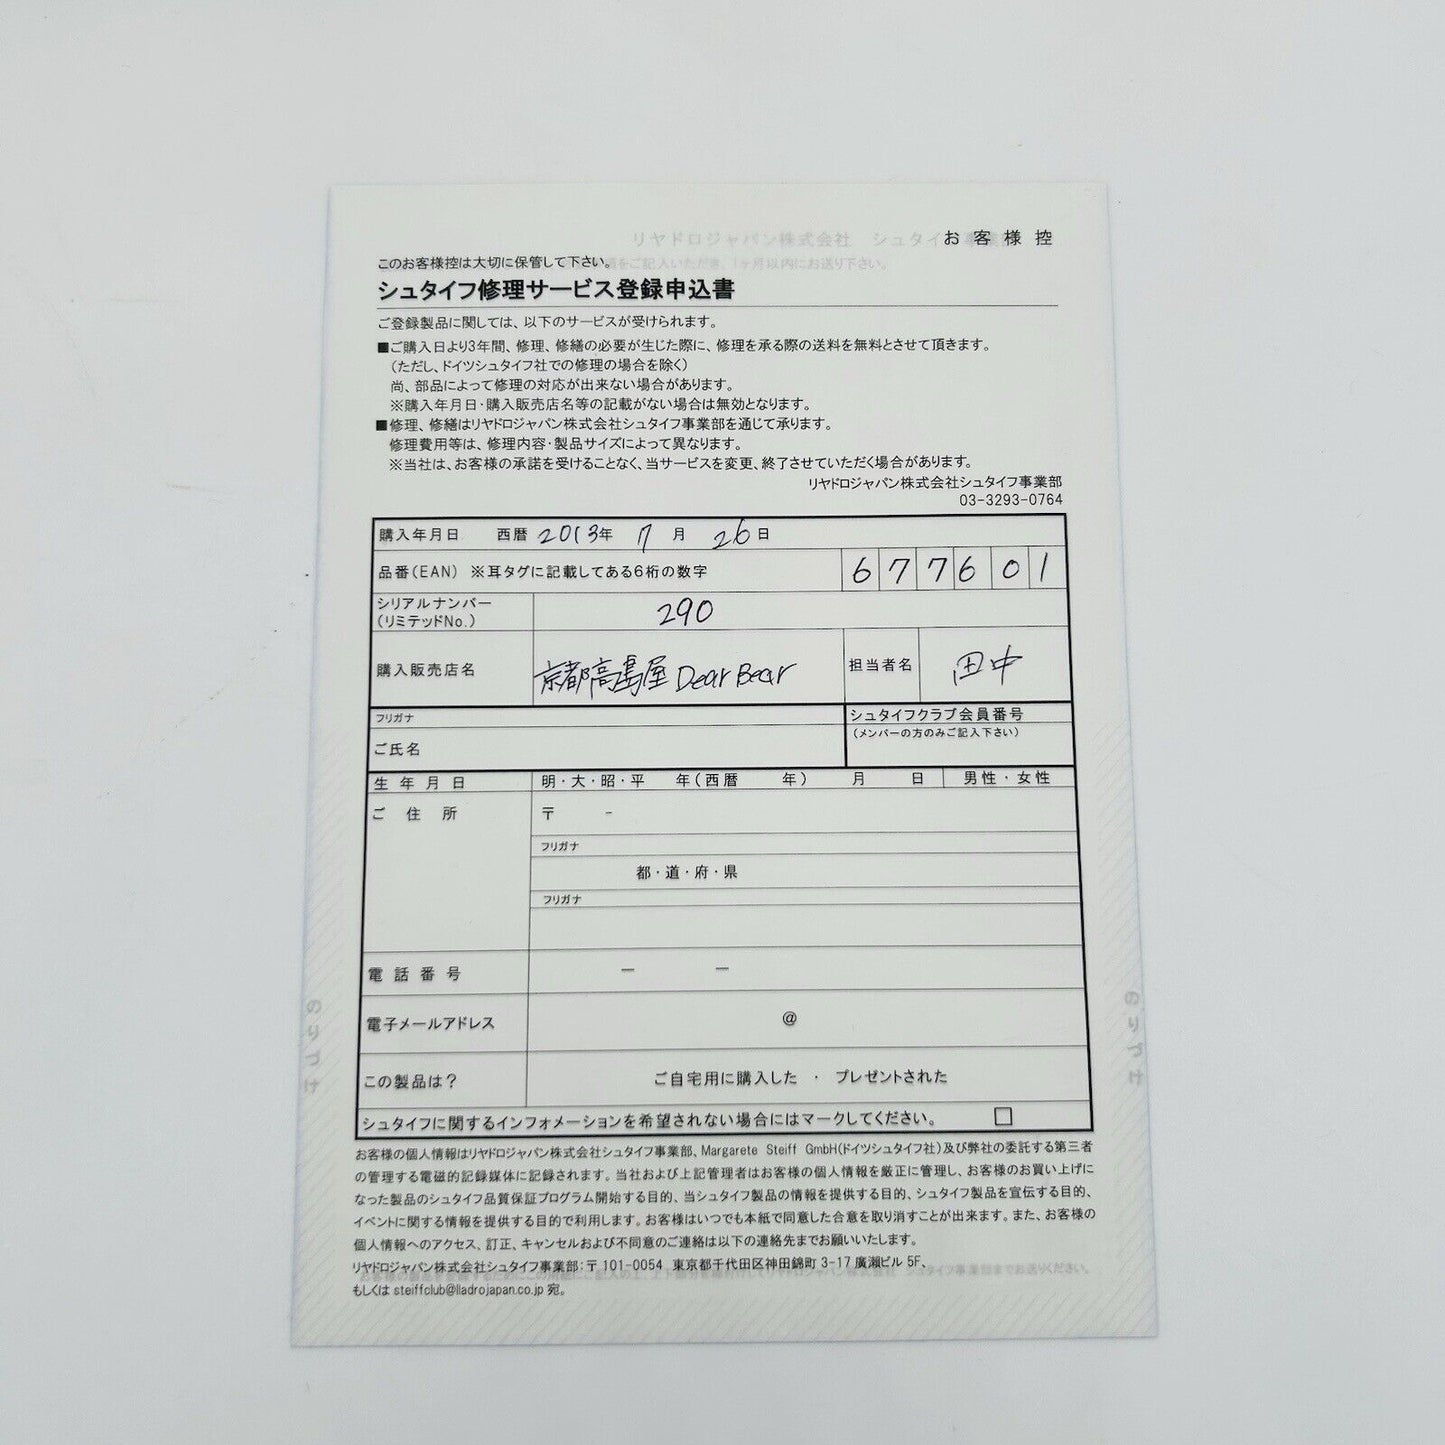 お客様控
このお客様控は大切に保管して下さい。
シュタイフ修理サービス登録申込書
ご登録製品に関しては、以下のサービスが受けられます。
■ご購入日より3年間、修理、修繕の必要が生じた際に、修理を承る際の送料を無料とさせて頂きます。
(ただし、ドイツシュタイフ社での修理の場合を除く)
尚、部品によって修理の対応が出来ない場合があります。
※購入年月日・購入販売店名等の記載がない場合は無効となります。
■修理、修繕はリヤドロジャパン株式会社シュタイフ事業部を通じて承ります。
修理費用等は、修理内容・製品サイズによって異なります。
※当社は、お客様の承諾を受けることなく、当サービスを変更、終了させていただく場合があります。
リヤドロジャパン株式会社シュタイフ事業部
03-3293-0764
購入年月日 西暦 2013年 7月 26日
品番(EAN) ※耳タグに記載してある6桁の数字 677601
シリアルナンバー
(リミテッドNo.) 290
購入販売店名 京都高島屋 Dear Bear 担当者名 田中
フリガナ シュタイフクラブ会員番号
(メンバーの方のみご記入下さい)
ご氏名
生年月日 明・大・昭・平 年(西暦 年) 月 日 男性・女性
ご住所 〒 -
フリガナ
都・道・府・県
フリガナ
電話番号 ー ー
電子メールアドレス @
この製品は? ご自宅用に購入した ・ プレゼントされた
シュタイフに関するインフォメーションを希望されない場合にはマークしてください。 □
お客様の個人情報はリヤドロジャパン株式会社シュタイフ事業部、Margarete Steiff GmbH(ドイツシュタイフ社)及び弊社の委託する第三者
の管理する電磁的記録媒体に記録されます。当社および上記管理者はお客様の個人情報を厳正に管理し、お客様のお買い上げに
なった製品のシュタイフ品質保証プログラム開始する目的、当シュタイフ製品の情報を提供する目的、シュタイフ製品を宣伝する目的、
イベントに関する情報を提供する目的で利用します。お客様はいつでも本紙で同意した合意を取り消すことが出来ます。また、お客様の
個人情報へのアクセス、訂正、キャンセルおよび不同意のご連絡は以下の連絡先までお願いいたします。
リヤドロジャパン株式会社シュタイフ事業部:〒101-0054 東京都千代田区神田錦町 3-17 廣瀬ビル 5F、
もしくは steiffclub@lladrojapan.co.jp 宛。
のりづけ
のりづけ